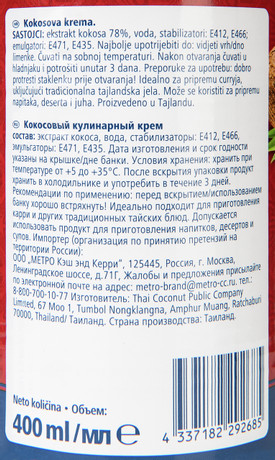 Kokosova krema.
SASTOJCI: ekstrakt kokosa 78%, voda, stabilizatori: E412, E466;
emulgatori: E471, E435. Najbolje upotrijebiti do: vidjeti vrh/dno
limenke. Čuvati na sobnoj temperaturi. Nakon otvaranja čuvati u
hladnjaku i potrošiti unutar 3 dana. Preporuke za uporabu: dobro
protresti staklenku prije otvaranja! Idealno za pripremu curryja,
uključujući tradicionalna tajlandska jela. Može se koristiti za pripremu
napitaka, deserta i juha. Proizvedeno u Tajlandu.
Кокосовый кулинарный крем
состав: экстракт кокоса, вода, стабилизаторы: E412, E466,
эмульгаторы: E471, E435. Дата изготовления и срок годности
указаны на крышке/дне банки. Условия хранения: хранить при
температуре от +5 до +35°C. После вскрытия упаковки продукт
хранить в холодильнике и употребить в течение 3 дней.
Рекомендации по применению: перед вскрытием/использованием
банку хорошо встряхнуть! Идеально подходит для приготовления
карри и других традиционных тайских блюд. Допускается
использовать продукт для приготовления напитков, десертов и
супов. Импортер (организация по принятию претензий на
территории России):
ООО "МЕТРО Кэш энд Керри", 125445, Россия, г. Москва,
Ленинградское шоссе, д.71Г, Жалобы и предложения присылайте
по электронной почте на адрес: metro-brand@metro-cc.ru, тел.:
8-800-700-10-77 Изготовитель: Thai Coconut Public Company
Limited, 67 Moo 1, Tumbol Nongklangna, Amphur Muang, Ratchaburi
70000, Thailand/ Таиланд. Страна производства: Таиланд.
Neto količina • Объем:
400 ml/мл ℮
4 337182 292685